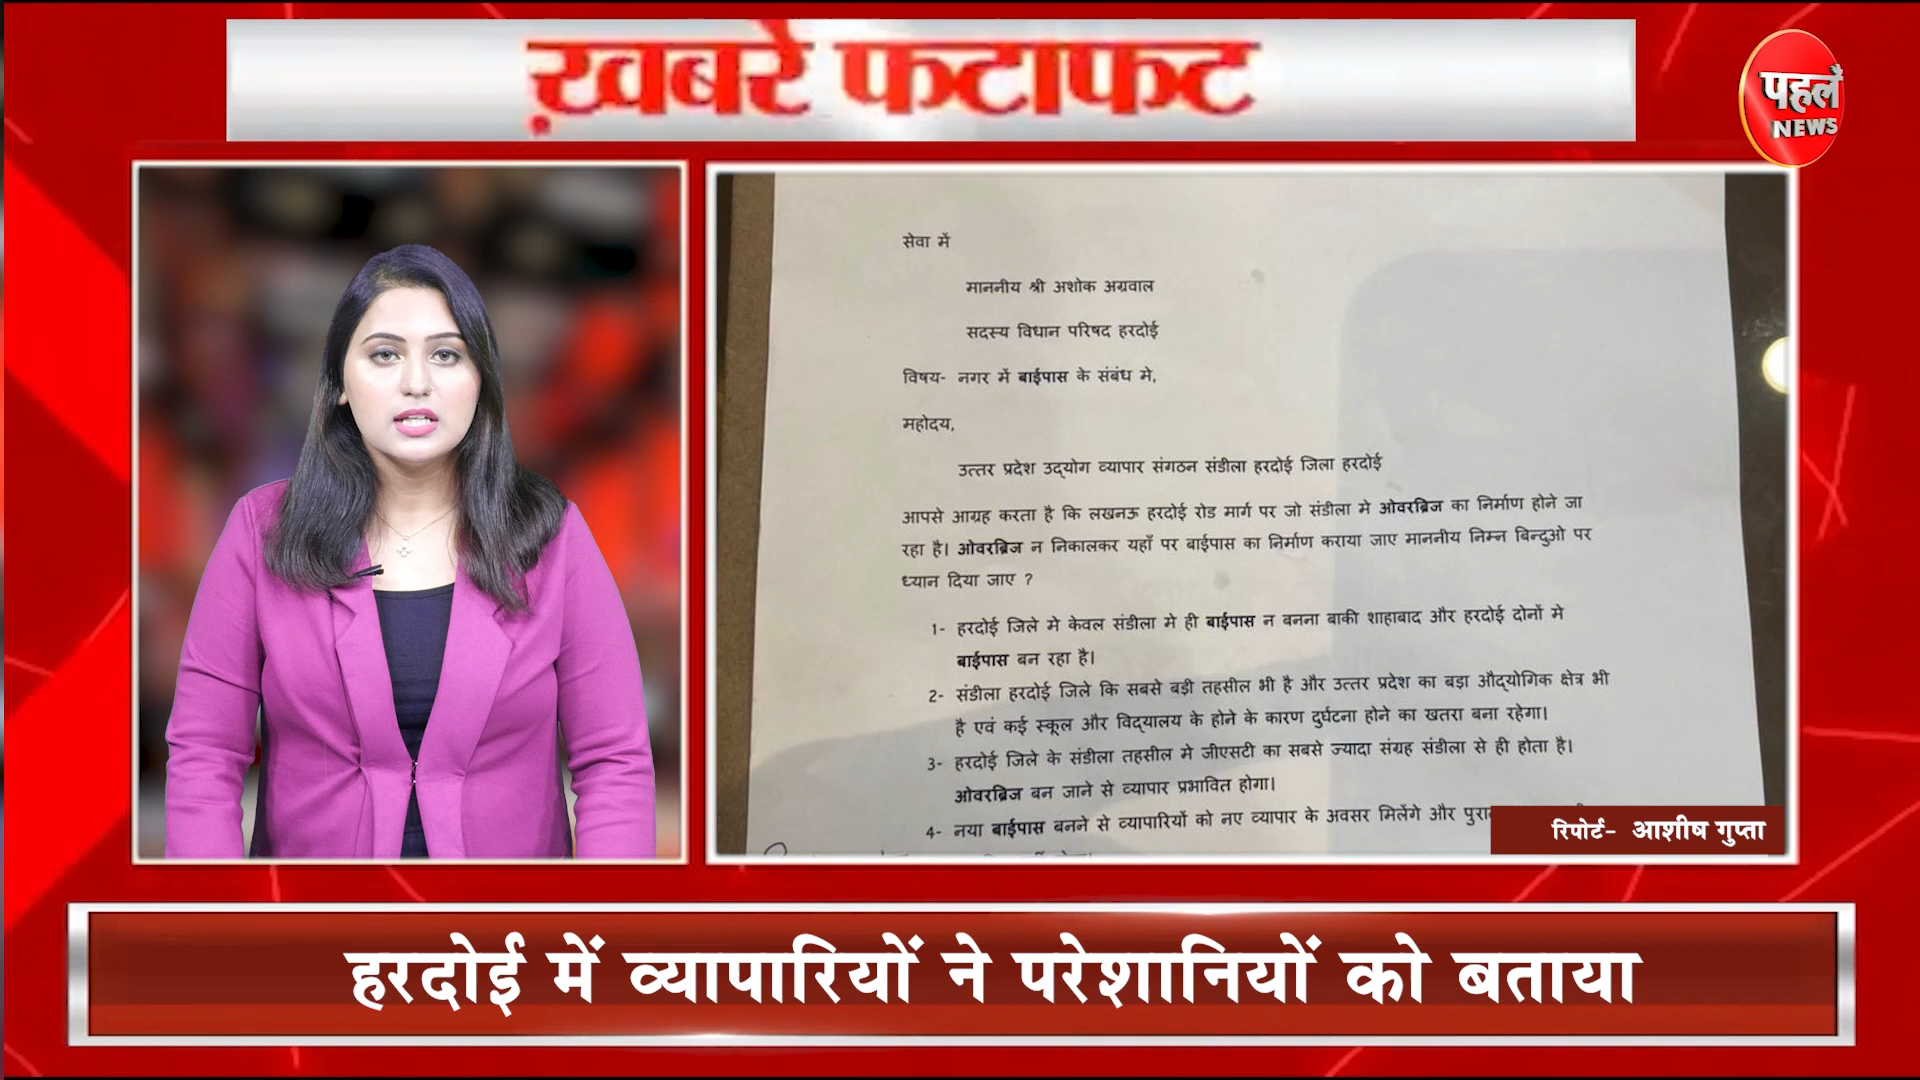 ख़बरे फटाफट
पहल
NEWS
सेवा में
माननीय श्री अशोक अग्रवाल
सदस्य विधान परिषद हरदोई
विषय- नगर में बाईपास के संबंध मे,
महोदय,
उत्तर प्रदेश उद्योग व्यापार संगठन संडीला हरदोई जिला हरदोई
आपसे आग्रह करता है कि लखनऊ हरदोई रोड मार्ग पर जो संडीला मे ओवरब्रिज का निर्माण होने जा
रहा है। ओवरब्रिज न निकालकर यहाँ पर बाईपास का निर्माण कराया जाए माननीय निम्न बिन्दुओ पर
ध्यान दिया जाए ?
1- हरदोई जिले मे केवल संडीला मे ही बाईपास न बनना बाकी शाहाबाद और हरदोई दोनों मे
बाईपास बन रहा है।
2- संडीला हरदोई जिले कि सबसे बड़ी तहसील भी है और उत्तर प्रदेश का बड़ा औद्योगिक क्षेत्र भी
है एवं कई स्कूल और विद्यालय के होने के कारण दुर्घटना होने का खतरा बना रहेगा।
3- हरदोई जिले के संडीला तहसील मे जीएसटी का सबसे ज्यादा संग्रह संडीला से ही होता है।
ओवरब्रिज बन जाने से व्यापार प्रभावित होगा।
4- नया बाईपास बनने से व्यापारियों को नए व्यापार के अवसर मिलेंगे और
रिपोर्ट- आशीष गुप्ता
हरदोई में व्यापारियों ने परेशानियों को बताया